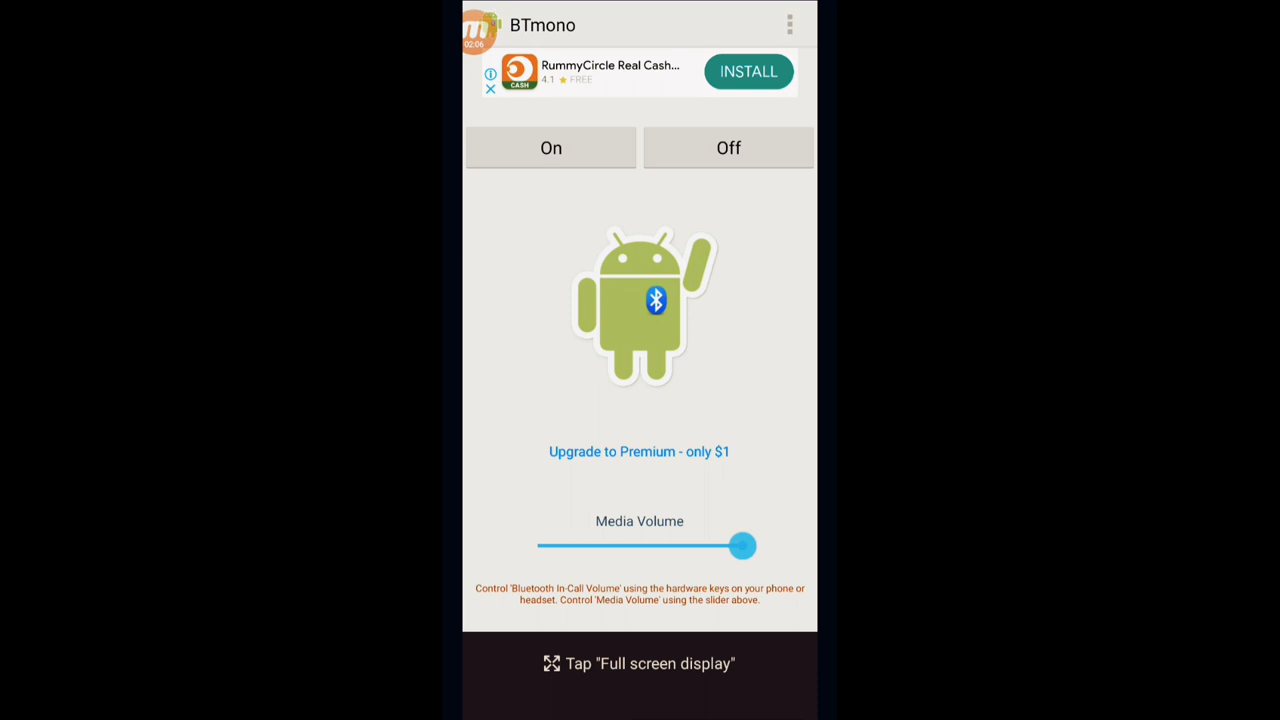 BTmono
m
02:06
RummyCircle Real Cash...
4.1 ★ FREE
CASH
INSTALL
On
Off
Upgrade to Premium - only $1
Media Volume
Control 'Bluetooth In-Call Volume' using the hardware keys on your phone or
headset. Control 'Media Volume' using the slider above.
Tap "Full screen display"